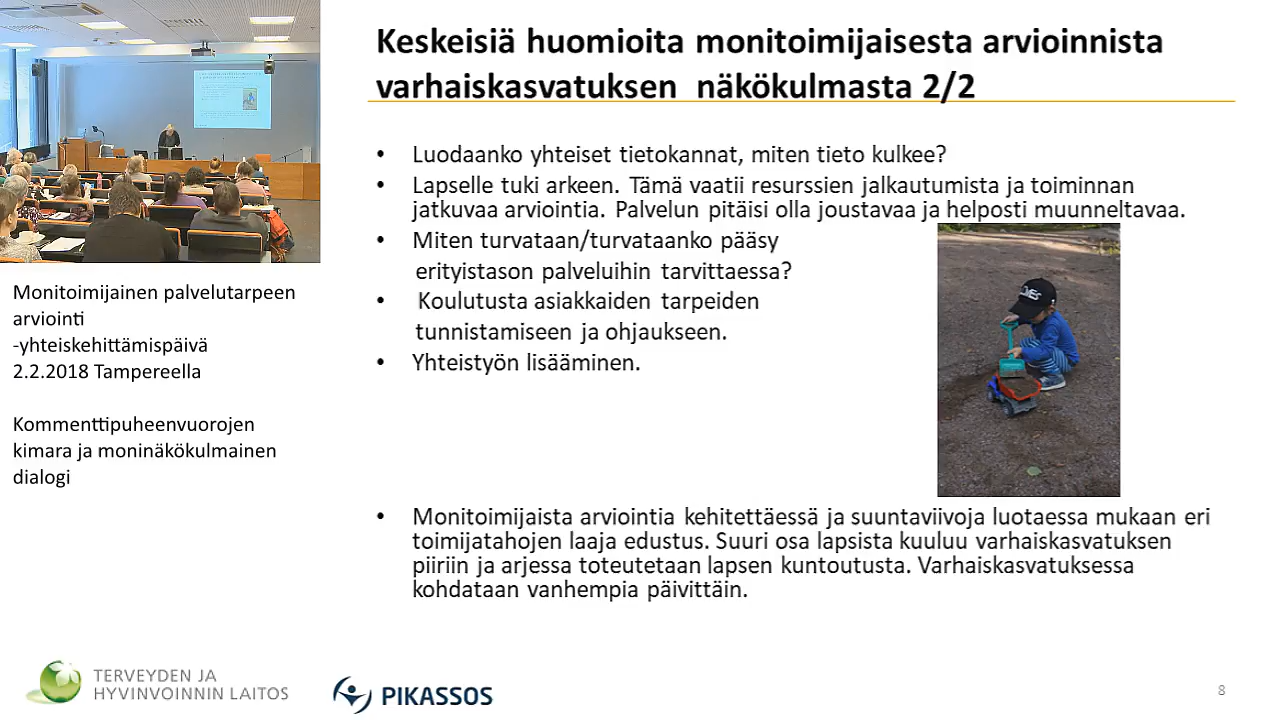 Keskeisiä huomioita monitoimijaisesta arvioinnista
varhaiskasvatuksen näkökulmasta 2/2
• Luodaanko yhteiset tietokannat, miten tieto kulkee?
• Lapselle tuki arkeen. Tämä vaatii resurssien jalkautumista ja toiminnan
jatkuvaa arviointia. Palvelun pitäisi olla joustavaa ja helposti muunneltavaa.
• Miten turvataan/turvataanko pääsy
erityistason palveluihin tarvittaessa?
• Koulutusta asiakkaiden tarpeiden
tunnistamiseen ja ohjaukseen.
• Yhteistyön lisääminen.
• Monitoimijaista arviointia kehitettäessä ja suuntaviivoja luotaessa mukaan eri
toimijatahojen laaja edustus. Suuri osa lapsista kuuluu varhaiskasvatuksen
piiriin ja arjessa toteutetaan lapsen kuntoutusta. Varhaiskasvatuksessa
kohdataan vanhempia päivittäin.
Monitoimijainen palvelutarpeen
arviointi
-yhteiskehittämispäivä
2.2.2018 Tampereella
Kommenttipuheenvuorojen
kimara ja moninäkökulmainen
dialogi
TERVEYDEN JA
HYVINVOINNIN LAITOS
PIKASSOS
8